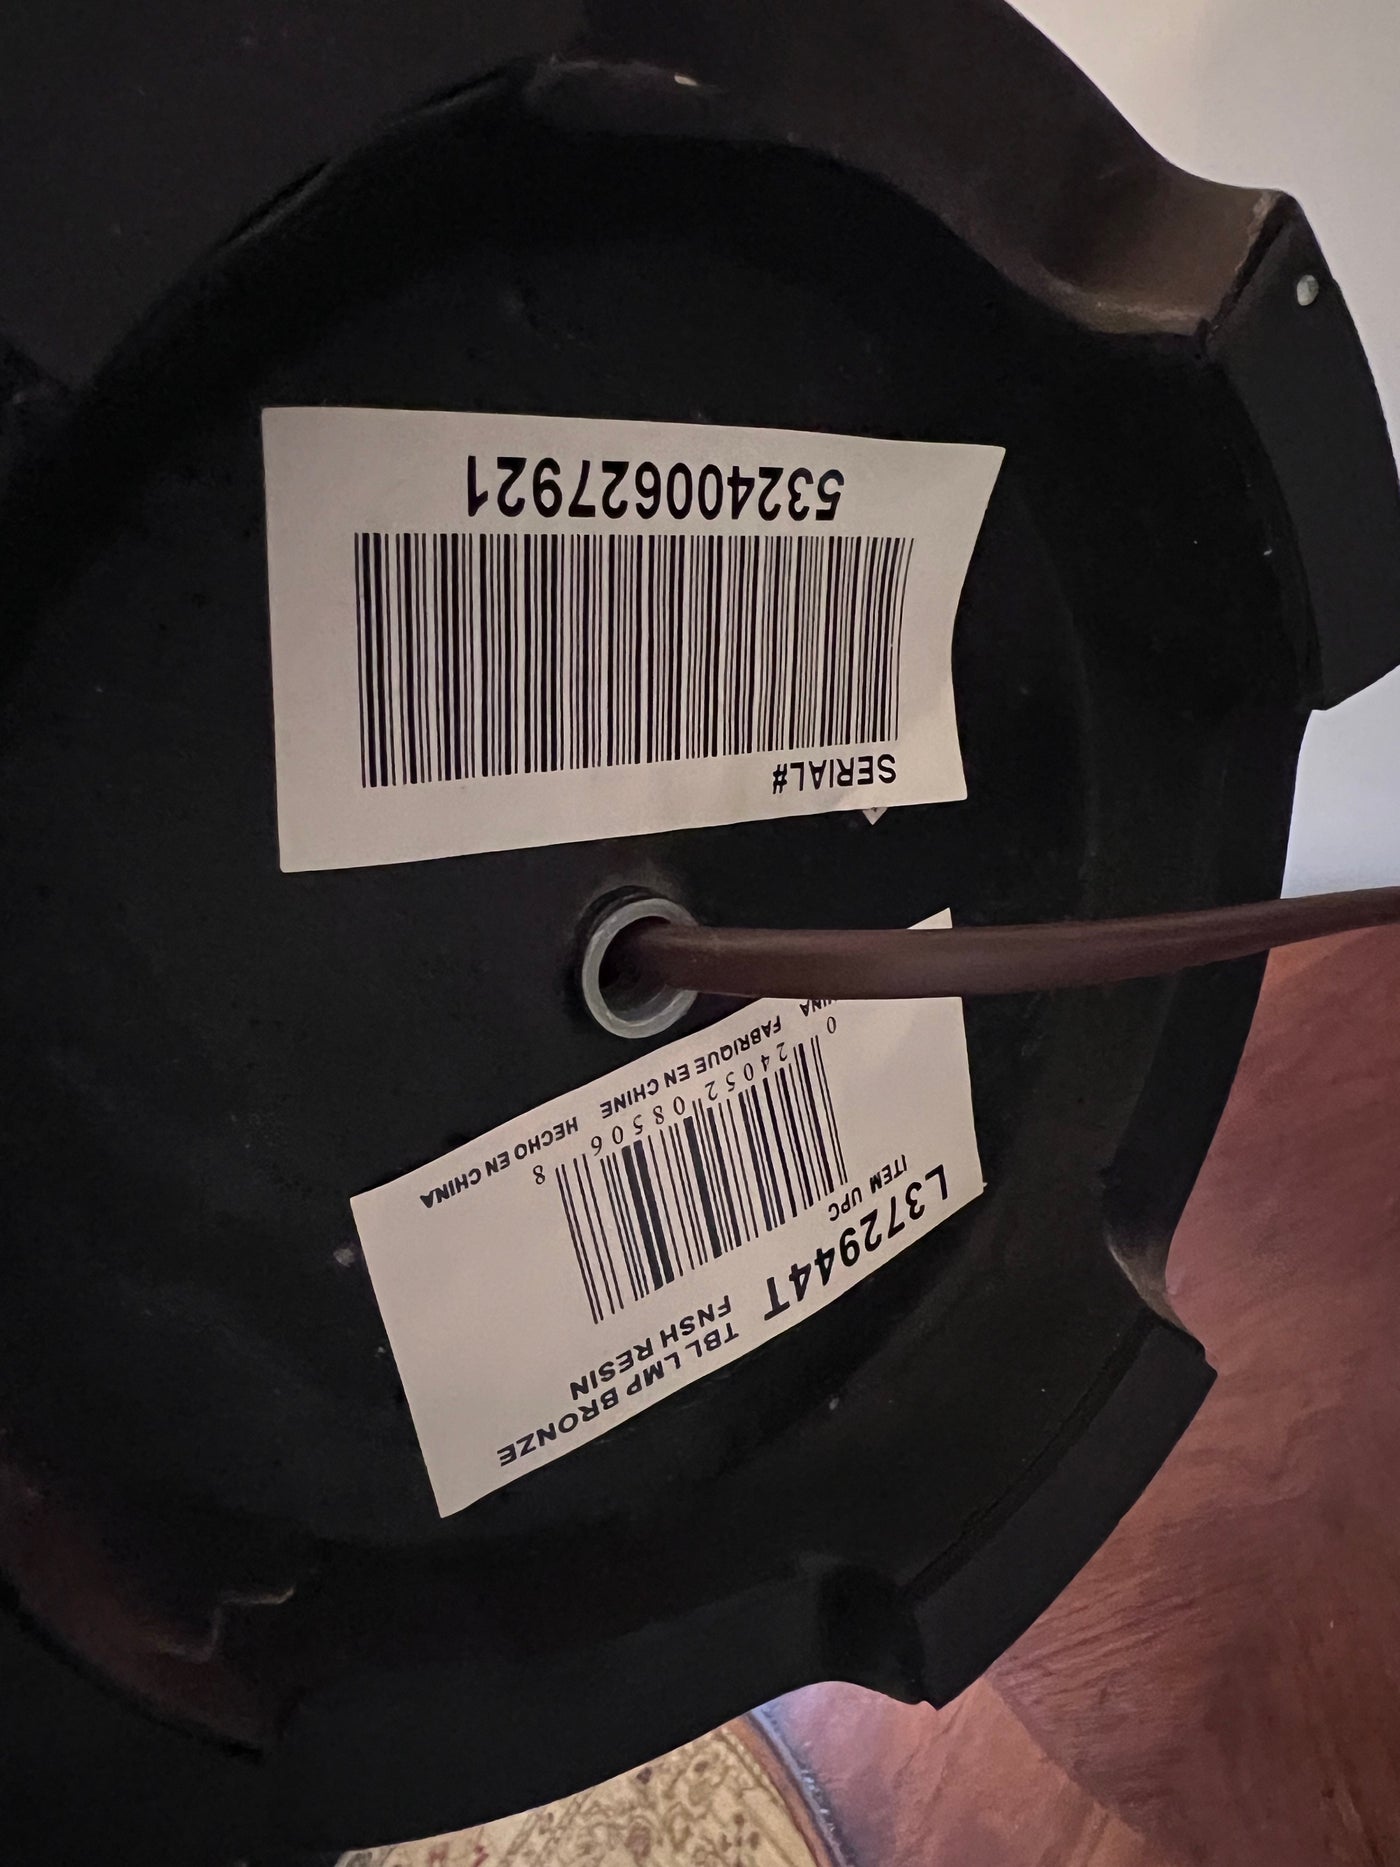 L372944T TBL LMP BRONZE
FNSH RESIN
ITEM UPC
0 24052 08506 8
FABRIQUE EN CHINE HECHO EN CHINA
SERIAL#
532400627921